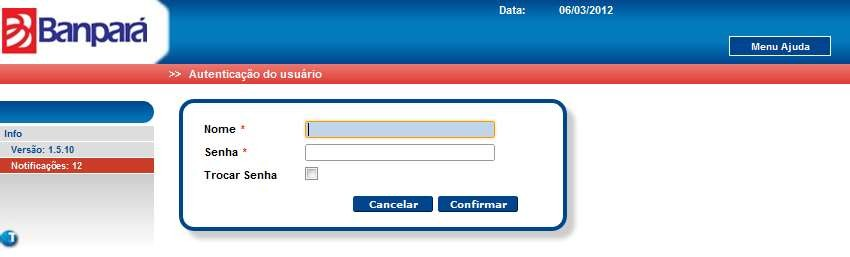 Banpará
Data: 06/03/2012
Menu Ajuda
>> Autenticação do usuário
Info
Versão: 1.5.10
Notificações: 12
Nome *
Senha *
Trocar Senha
Cancelar Confirmar